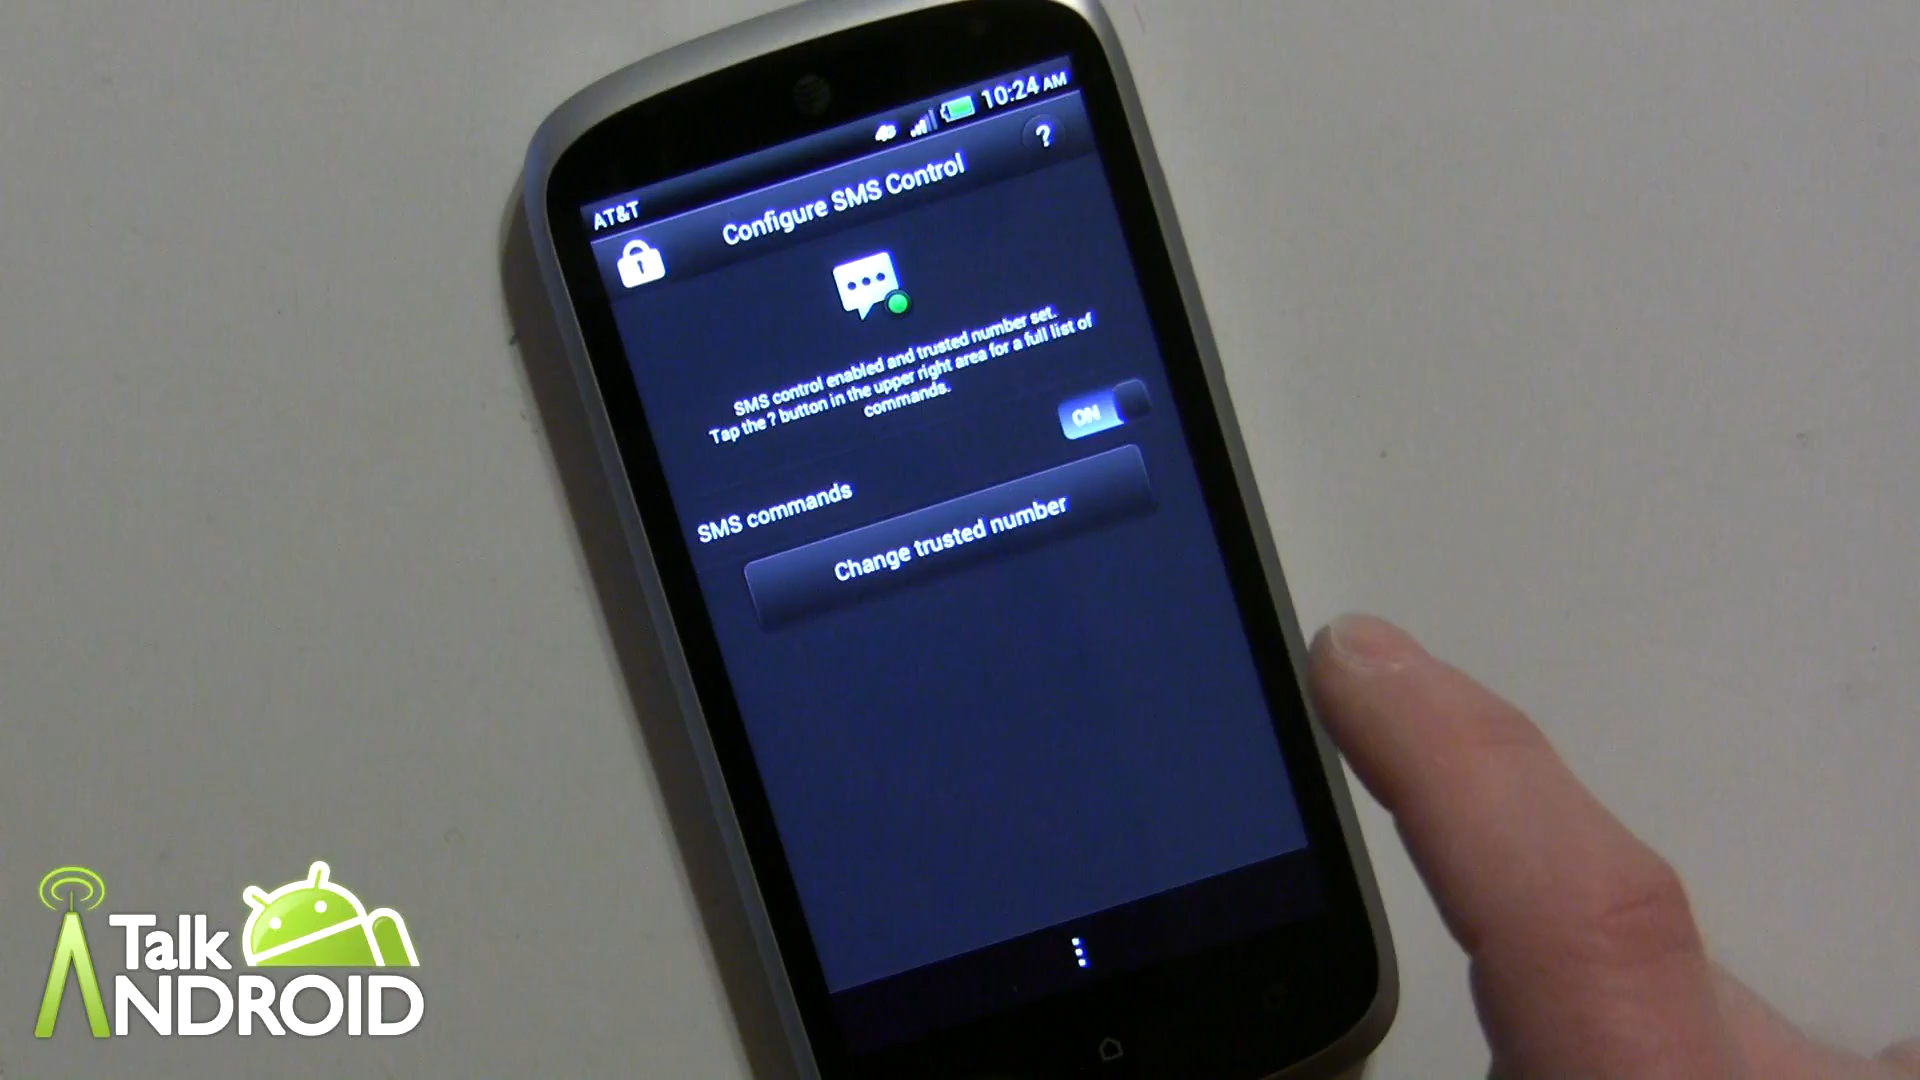 10:24 AM
4G
AT&T
Configure SMS Control
?
SMS control enabled and trusted number set.
Tap the ? button in the upper right area for a full list of
commands.
ON
SMS commands
Change trusted number
Talk
ANDROID